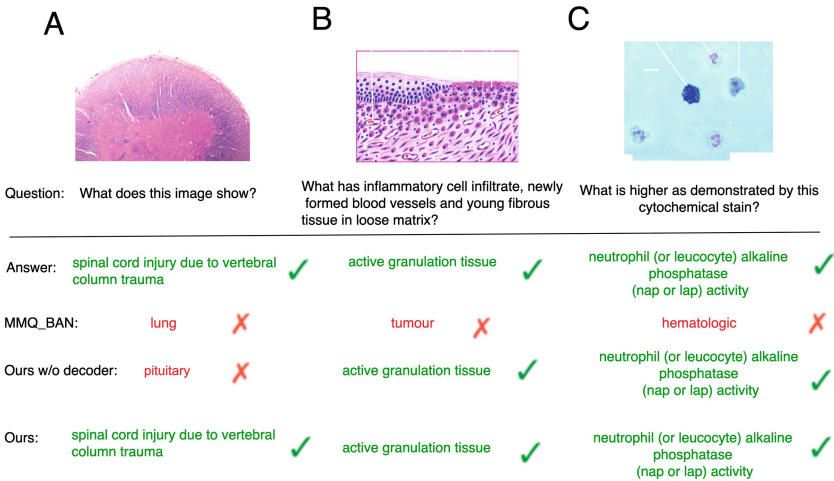 A
B
C
Question:
What does this image show?
What has inflammatory cell infiltrate, newly
formed blood vessels and young fibrous
tissue in loose matrix?
What is higher as demonstrated by this
cytochemical stain?
Answer:
spinal cord injury due to vertebral
column trauma
active granulation tissue
neutrophil (or leucocyte) alkaline
phosphatase
(nap or lap) activity
MMQ_BAN:
lung
tumour
hematologic
Ours w/o decoder:
pituitary
active granulation tissue
neutrophil (or leucocyte) alkaline
phosphatase
(nap or lap) activity
Ours:
spinal cord injury due to vertebral
column trauma
active granulation tissue
neutrophil (or leucocyte) alkaline
phosphatase
(nap or lap) activity